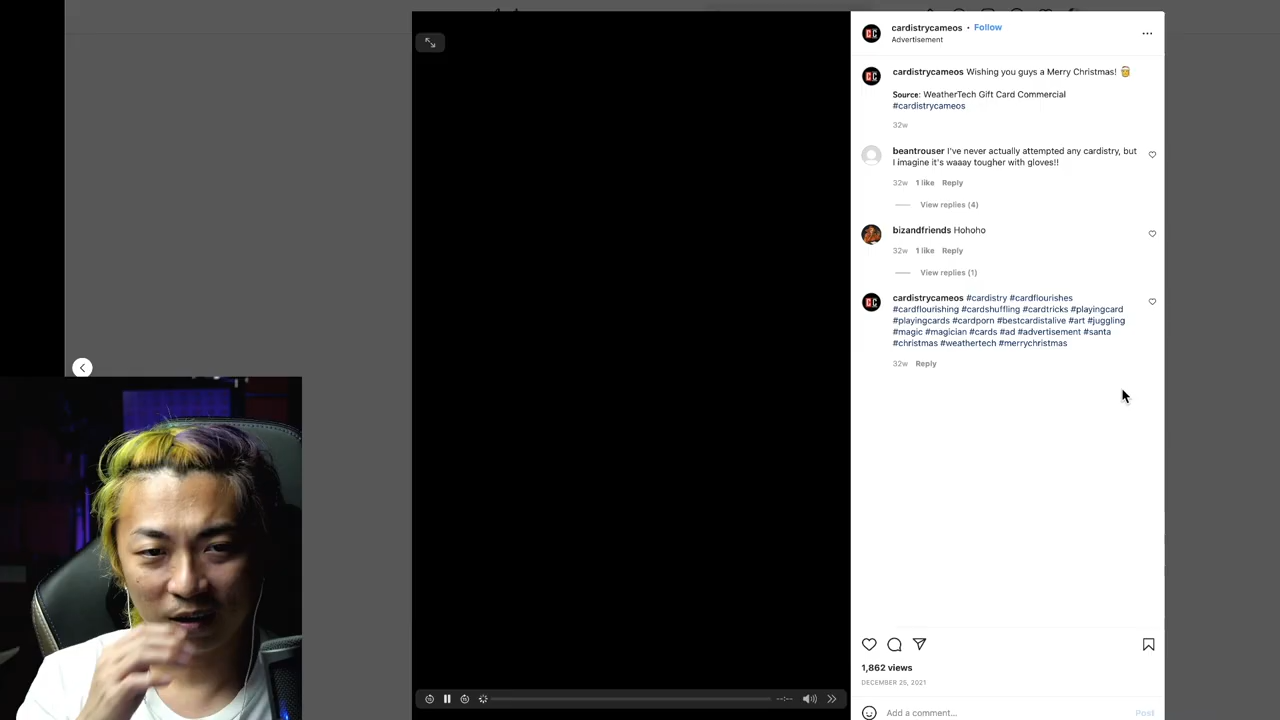 cardistrycameos • Follow
Advertisement
cardistrycameos Wishing you guys a Merry Christmas! 🎅
Source: WeatherTech Gift Card Commercial
#cardistrycameos
32w
beantrouser I've never actually attempted any cardistry, but
I imagine it's waaay tougher with gloves!!
32w 1 like Reply
View replies (4)
bizandfriends Hohoho
32w 1 like Reply
View replies (1)
cardistrycameos #cardistry #cardflourishes
#cardflourishing #cardshuffling #cardtricks #playingcard
#playingcards #cardporn #bestcardistalive #art #juggling
#magic #magician #cards #ad #advertisement #santa
#christmas #weathertech #merrychristmas
32w Reply
1,862 views
DECEMBER 25, 2021
Add a comment...
Post
--:--